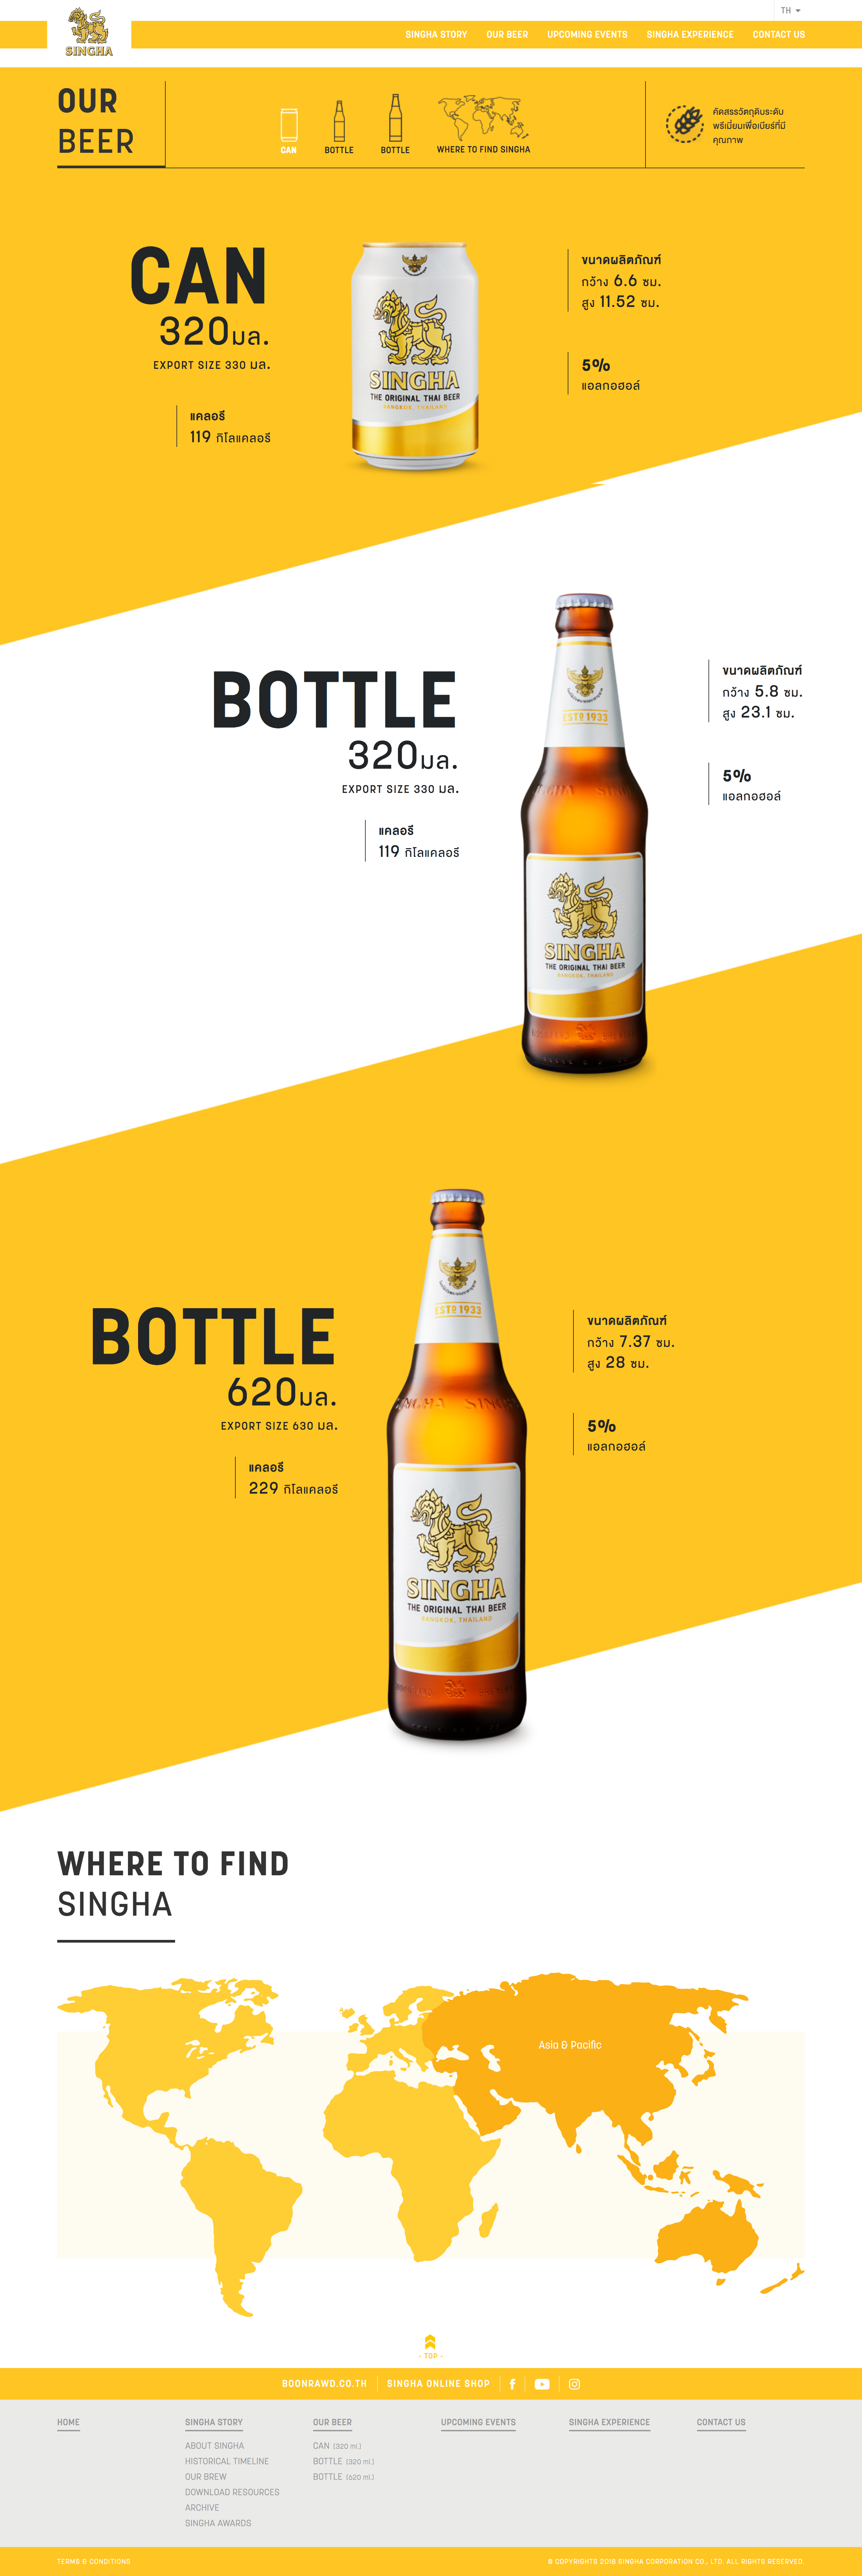 TH
SINGHA
SINGHA STORY
OUR BEER
UPCOMING EVENTS
SINGHA EXPERIENCE
CONTACT US
OUR
BEER
CAN
BOTTLE
BOTTLE
WHERE TO FIND SINGHA
คัดสรรวัตถุดิบระดับ
พรีเมี่ยมเพื่อเบียร์ที่มี
คุณภาพ
CAN
320มล.
EXPORT SIZE 330 มล.
แคลอรี
119 กิโลแคลอรี
SINGHA
THE ORIGINAL THAI BEER
BANGKOK, THAILAND
ขนาดผลิตภัณฑ์
กว้าง 6.6 ซม.
สูง 11.52 ซม.
5%
แอลกอฮอล์
BOTTLE
320มล.
EXPORT SIZE 330 มล.
แคลอรี
119 กิโลแคลอรี
ESTD 1933
SINGHA
THE ORIGINAL THAI BEER
BANGKOK, THAILAND
ขนาดผลิตภัณฑ์
กว้าง 5.8 ซม.
สูง 23.1 ซม.
5%
แอลกอฮอล์
BOTTLE
620มล.
EXPORT SIZE 630 มล.
แคลอรี
229 กิโลแคลอรี
ESTD 1933
SINGHA
THE ORIGINAL THAI BEER
BANGKOK, THAILAND
ขนาดผลิตภัณฑ์
กว้าง 7.37 ซม.
สูง 28 ซม.
5%
แอลกอฮอล์
WHERE TO FIND
SINGHA
Asia & Pacific
- TOP -
BOONRAWD.CO.TH
SINGHA ONLINE SHOP
HOME
SINGHA STORY
ABOUT SINGHA
HISTORICAL TIMELINE
OUR BREW
DOWNLOAD RESOURCES
ARCHIVE
SINGHA AWARDS
OUR BEER
CAN (320 ml.)
BOTTLE (320 ml.)
BOTTLE (620 ml.)
UPCOMING EVENTS
SINGHA EXPERIENCE
CONTACT US
TERMS & CONDITIONS
© COPYRIGHTS 2018 SINGHA CORPORATION CO., LTD. ALL RIGHTS RESERVED.